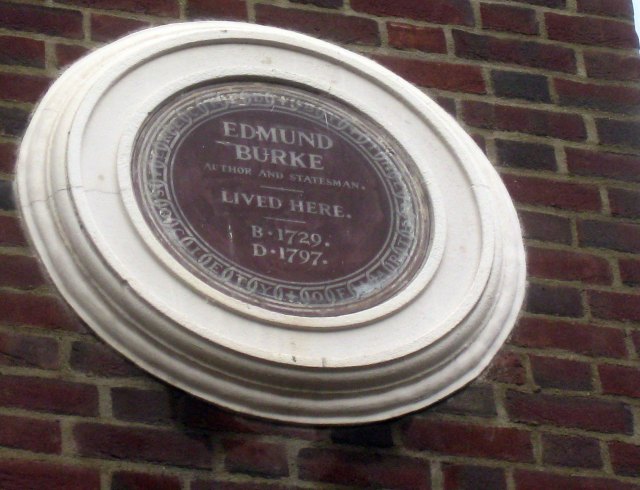 EDMUND
BURKE
AUTHOR AND STATESMAN.
LIVED HERE.
B·1729.
D·1797.